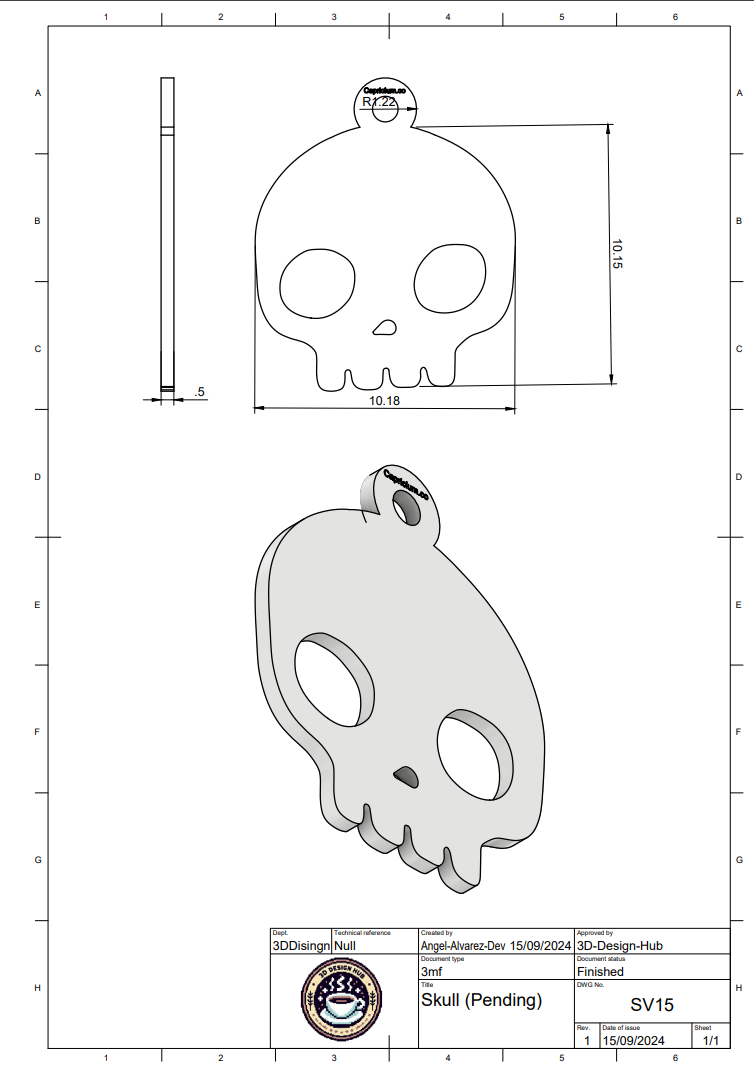 1 2 3 4 5 6
A A
Capricium.co
R1.22
B B
10.15
C C
.5
10.18
D D
Capricium.co
E E
F F
G G
Dept. Technical reference Created by Approved by
3DDisingn Null Angel-Alvarez-Dev 15/09/2024 3D-Design-Hub
Document type Document status
3mf Finished
3D DESIGN HUB
Title DWG No.
Skull (Pending) SV15
H H
Rev. Date of issue Sheet
1 15/09/2024 1/1
1 2 3 4 5 6